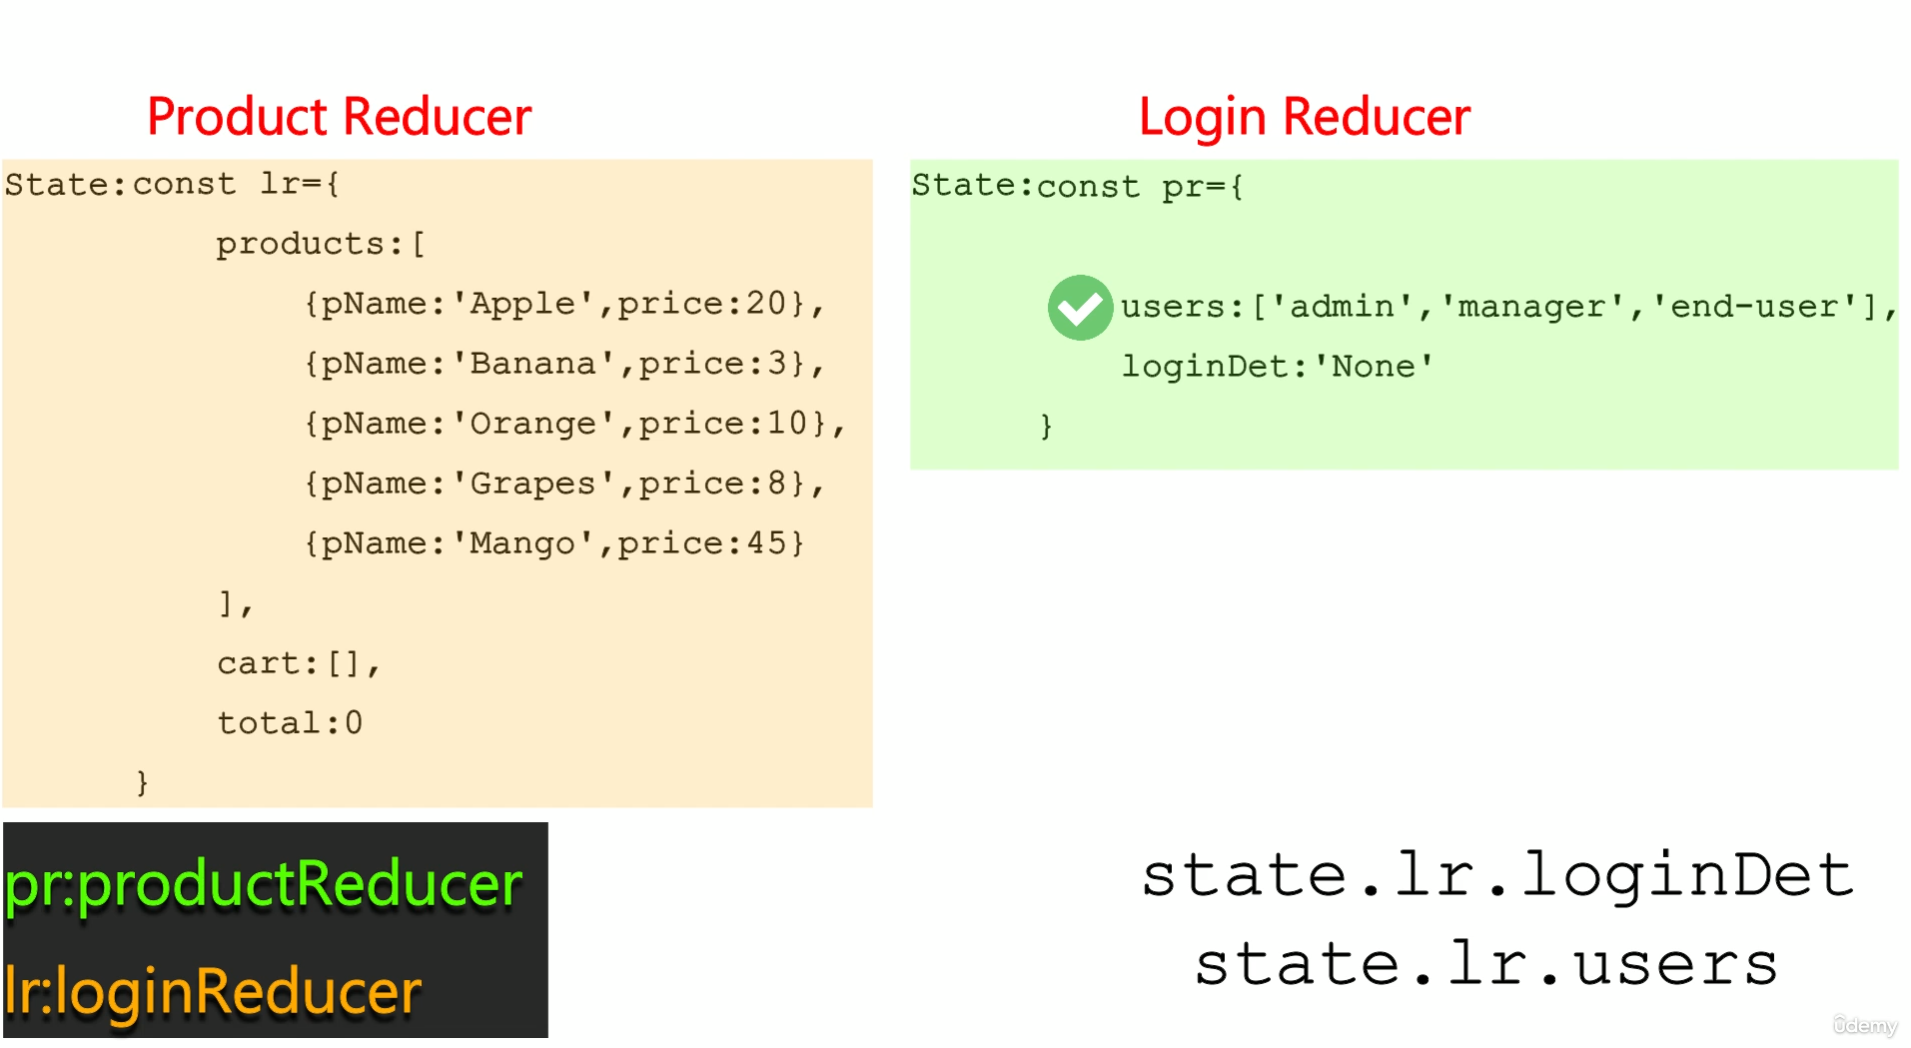 Product Reducer
State:const lr={
products:[
{pName:'Apple',price:20},
{pName:'Banana',price:3},
{pName:'Orange',price:10},
{pName:'Grapes',price:8},
{pName:'Mango',price:45}
],
cart:[],
total:0
}
Login Reducer
State:const pr={
users:['admin','manager','end-user'],
loginDet:'None'
}
pr:productReducer
lr:loginReducer
state.lr.loginDet
state.lr.users
ûdemy